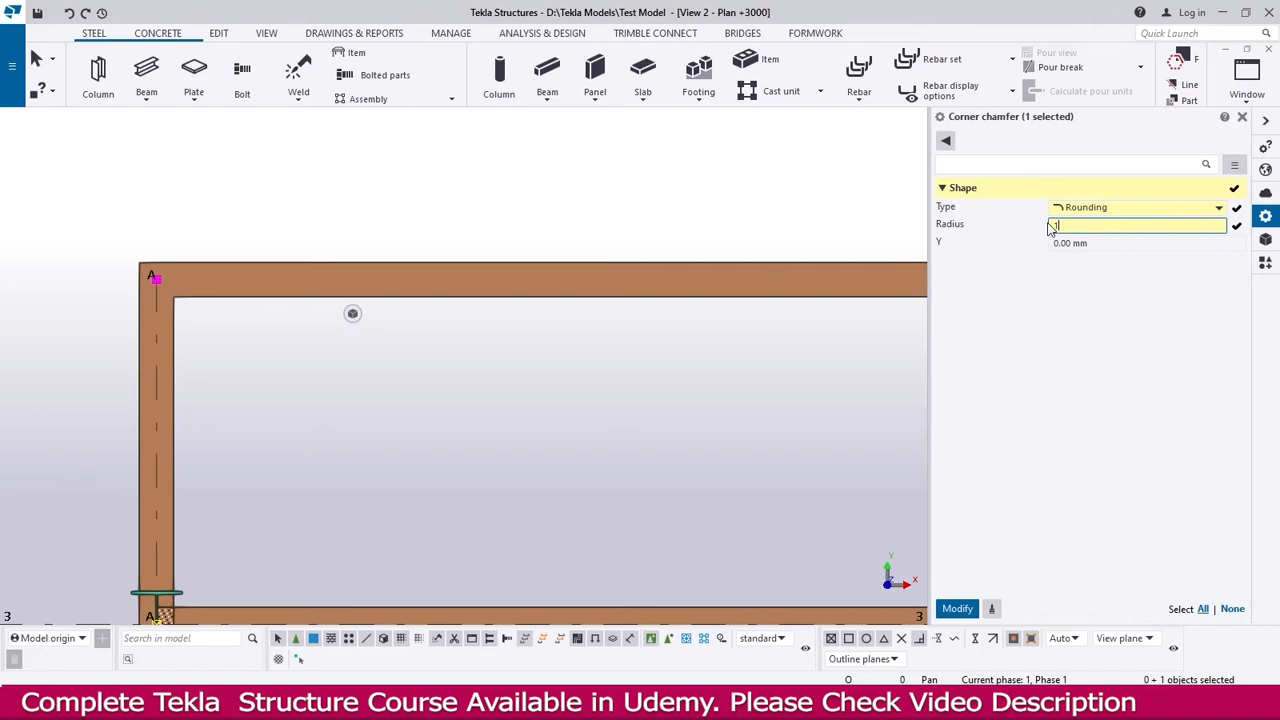 Tekla Structures - D:\Tekla Models\Test Model - [View 2 - Plan +3000]
Log in
STEEL CONCRETE EDIT VIEW DRAWINGS & REPORTS MANAGE ANALYSIS & DESIGN TRIMBLE CONNECT BRIDGES FORMWORK
Quick Launch
Column Beam Plate Bolt Weld
Item
Bolted parts
Assembly
Column Beam Panel Slab Footing
Item
Cast unit
Rebar
Rebar set
Rebar display
options
Pour view
Pour break
Calculate pour units
F
Line
Part
Window
Corner chamfer (1 selected)
Shape
Type Rounding
Radius 1
Y 0.00 mm
A
A
3 3
Y
X
Modify
Select All | None
Model origin
Search in model
standard
Auto
View plane
Outline planes
O 0 Pan Current phase: 1, Phase 1 0 + 1 objects selected
Complete Tekla Structure Course Available in Udemy. Please Check Video Description